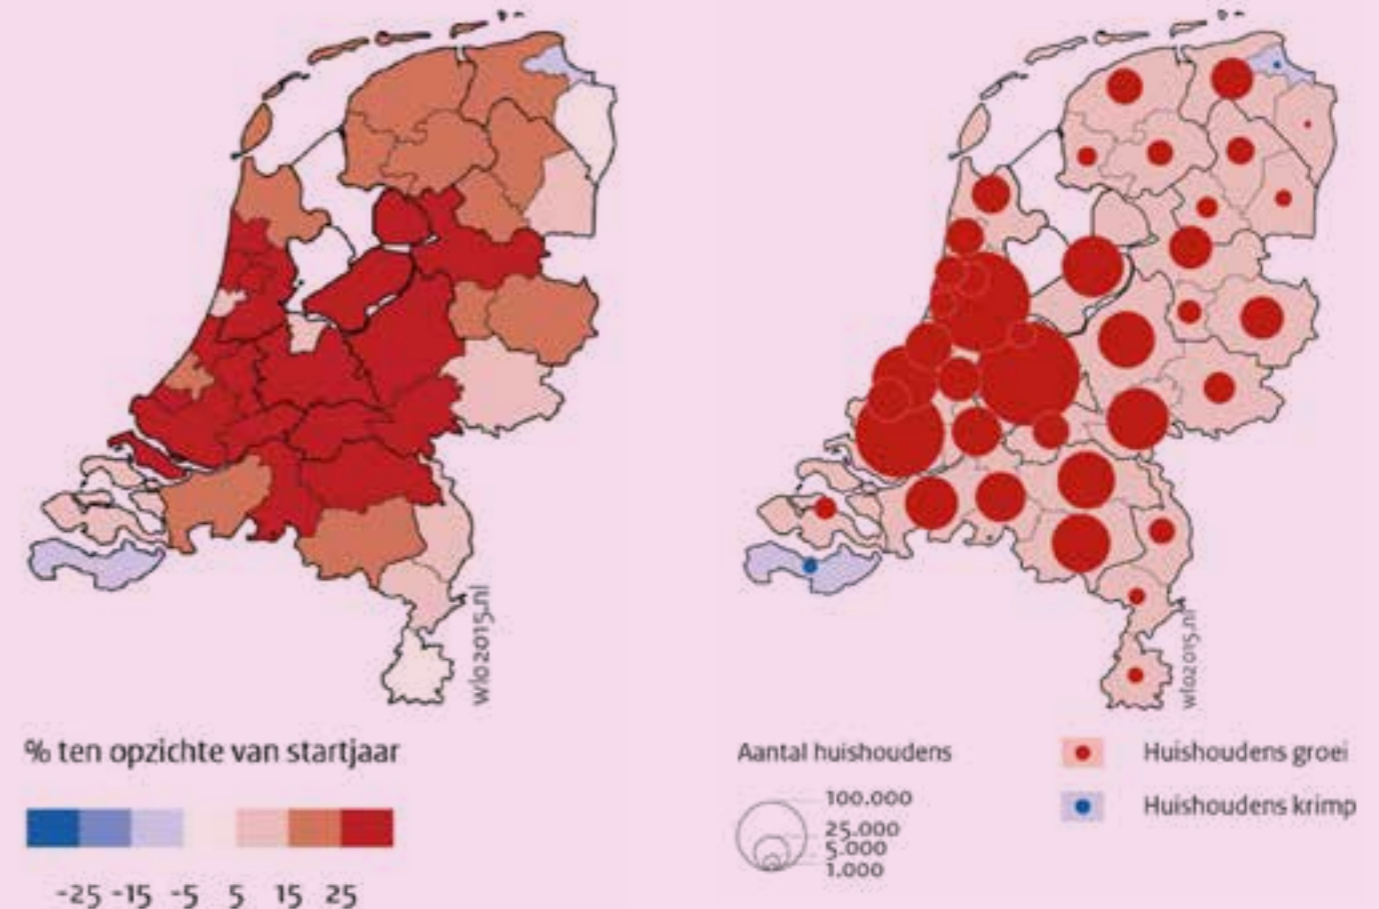 wlo2015.nl
% ten opzichte van startjaar
-25 -15 -5 5 15 25
wlo2015.nl
Aantal huishoudens
100.000
25.000
5.000
1.000
Huishoudens groei
Huishoudens krimp